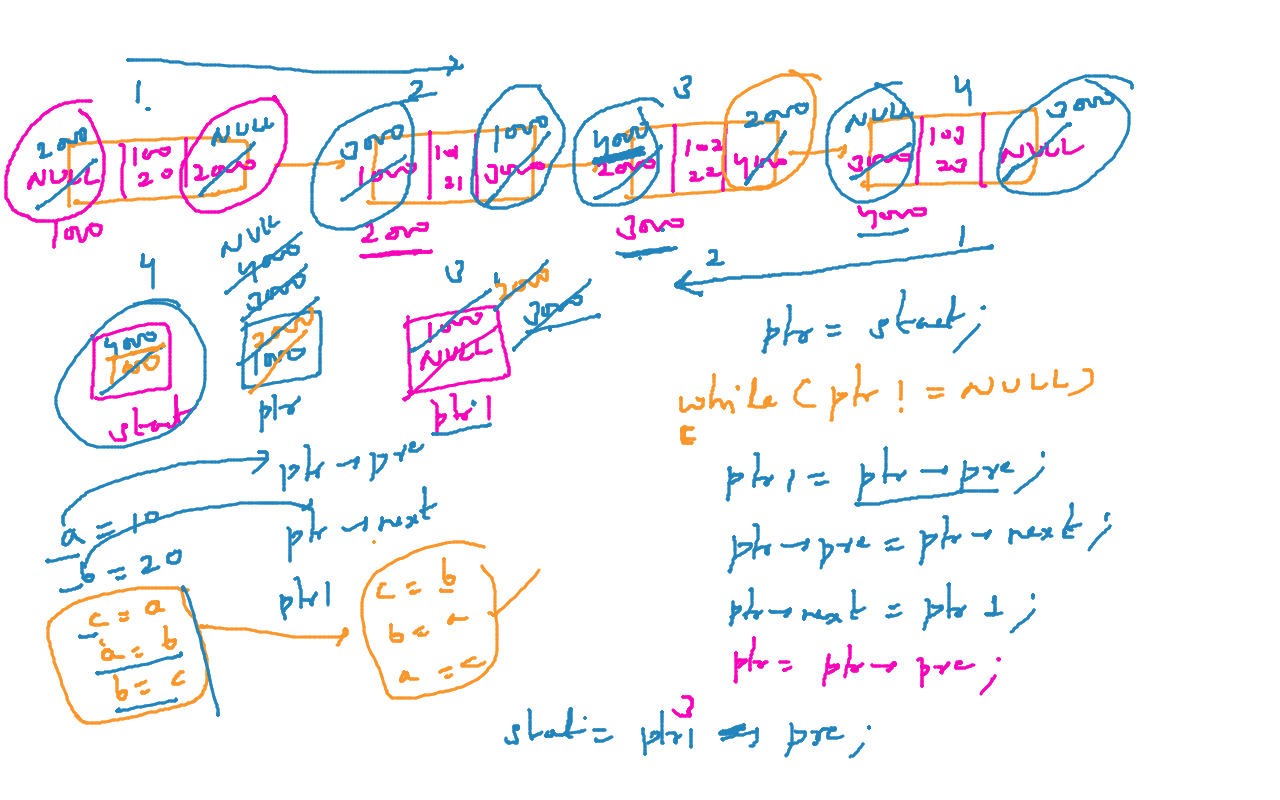 1. 2 3 4
2000 NULL 3000 1000 4000 2000 NULL 3000
NULL 100 2000 1000 101 3000 2000 102 4000 3000 103 NULL
20 21 22 23
1000 2000 3000 4000
NULL
4 4000 3 2000 2 1
3000 3000
4000 2000 1000
1000 1000 NULL
start ptr ptr1
ptr = start;
while ( ptr != NULL )
{
ptr → pre
ptr1 = ptr → pre ;
a = 10 ptr → next
ptr → pre = ptr → next ;
b = 20
ptr1
c = b
c = a
b = a
a = b
a = c
b = c
ptr → next = ptr 1 ;
ptr = ptr → pre ;
3
start = ptr1 → pre ;